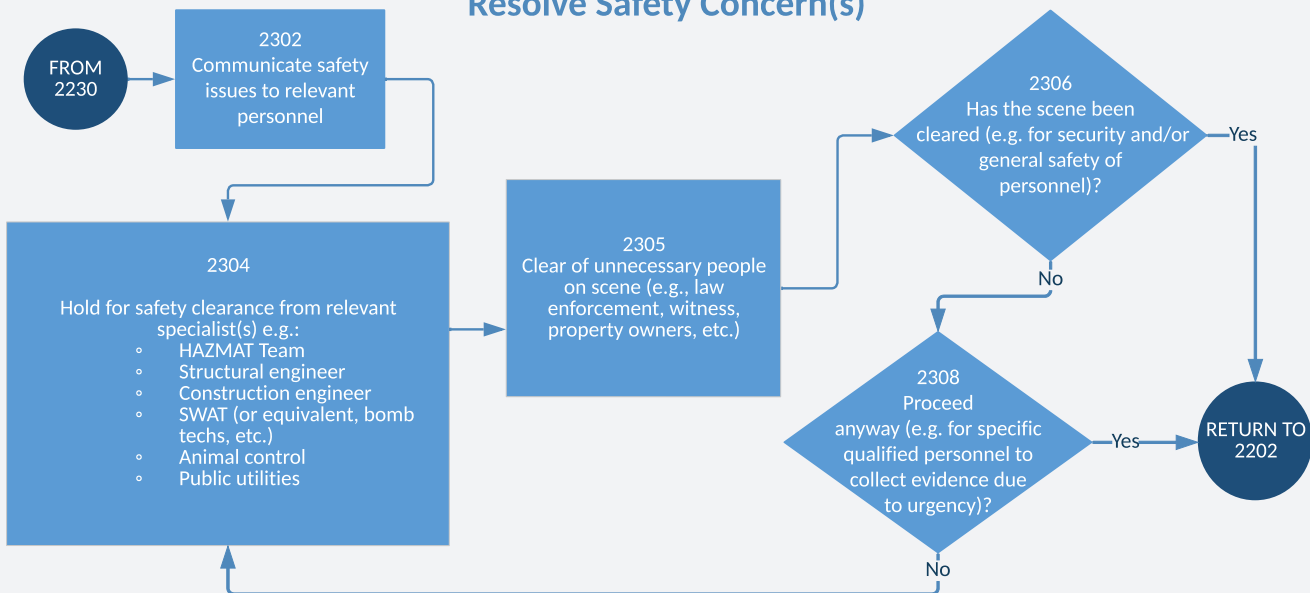 Resolve Safety Concern(s)
FROM
2230
2302
Communicate safety
issues to relevant
personnel
2304
Hold for safety clearance from relevant
specialist(s) e.g.:
◦ HAZMAT Team
◦ Structural engineer
◦ Construction engineer
◦ SWAT (or equivalent, bomb
techs, etc.)
◦ Animal control
◦ Public utilities
2305
Clear of unnecessary people
on scene (e.g., law
enforcement, witness,
property owners, etc.)
2306
Has the scene been
cleared (e.g. for security and/or
general safety of
personnel)?
Yes
No
2308
Proceed
anyway (e.g. for specific
qualified personnel to
collect evidence due
to urgency)?
Yes
No
RETURN TO
2202